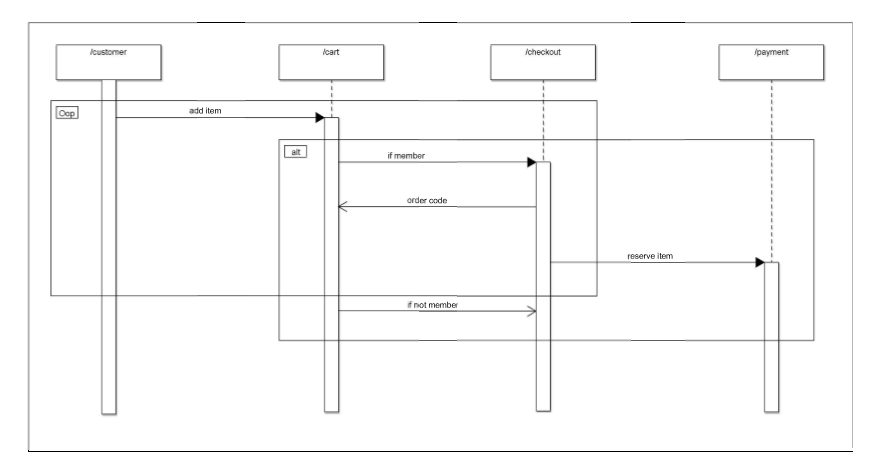 /customer
/cart
/checkout
/payment
Oop
add item
alt
if member
order code
reserve item
if not member